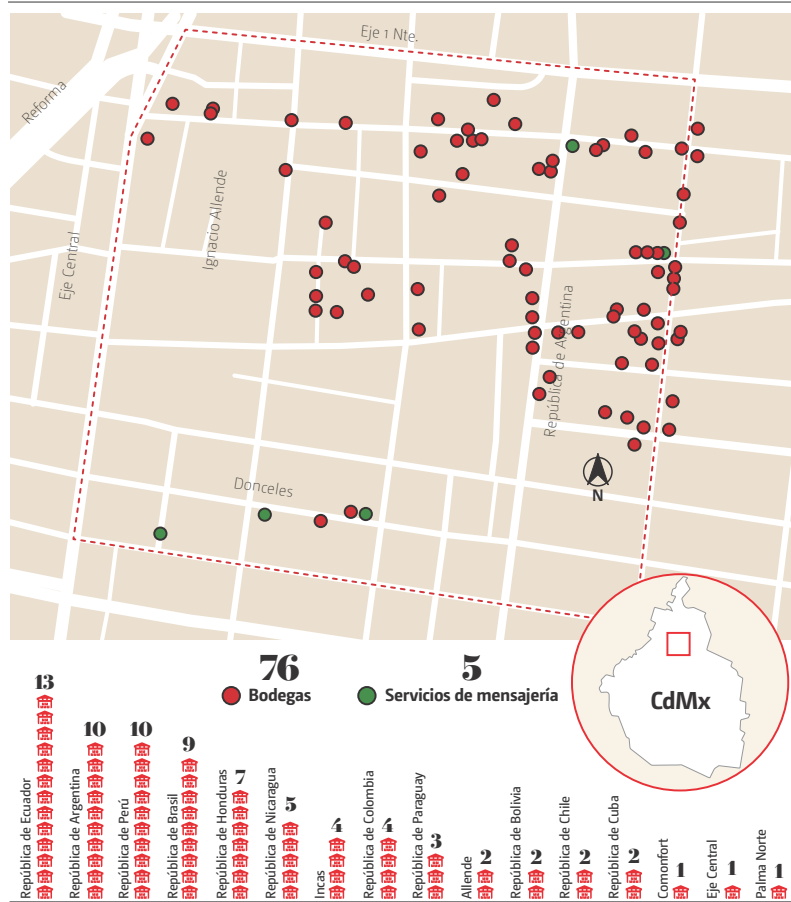 Eje 1 Nte.
Reforma
Ignacio Allende
Eje Central
República de Argentina
N
Donceles
76
Bodegas
5
Servicios de mensajería
CdMx
13
República de Ecuador
10
República de Argentina
10
República de Perú
9
República de Brasil
7
República de Honduras
5
República de Nicaragua
4
Incas
4
República de Colombia
3
República de Paraguay
2
Allende
2
República de Bolivia
2
República de Chile
2
República de Cuba
1
Comonfort
1
Eje Central
1
Palma Norte